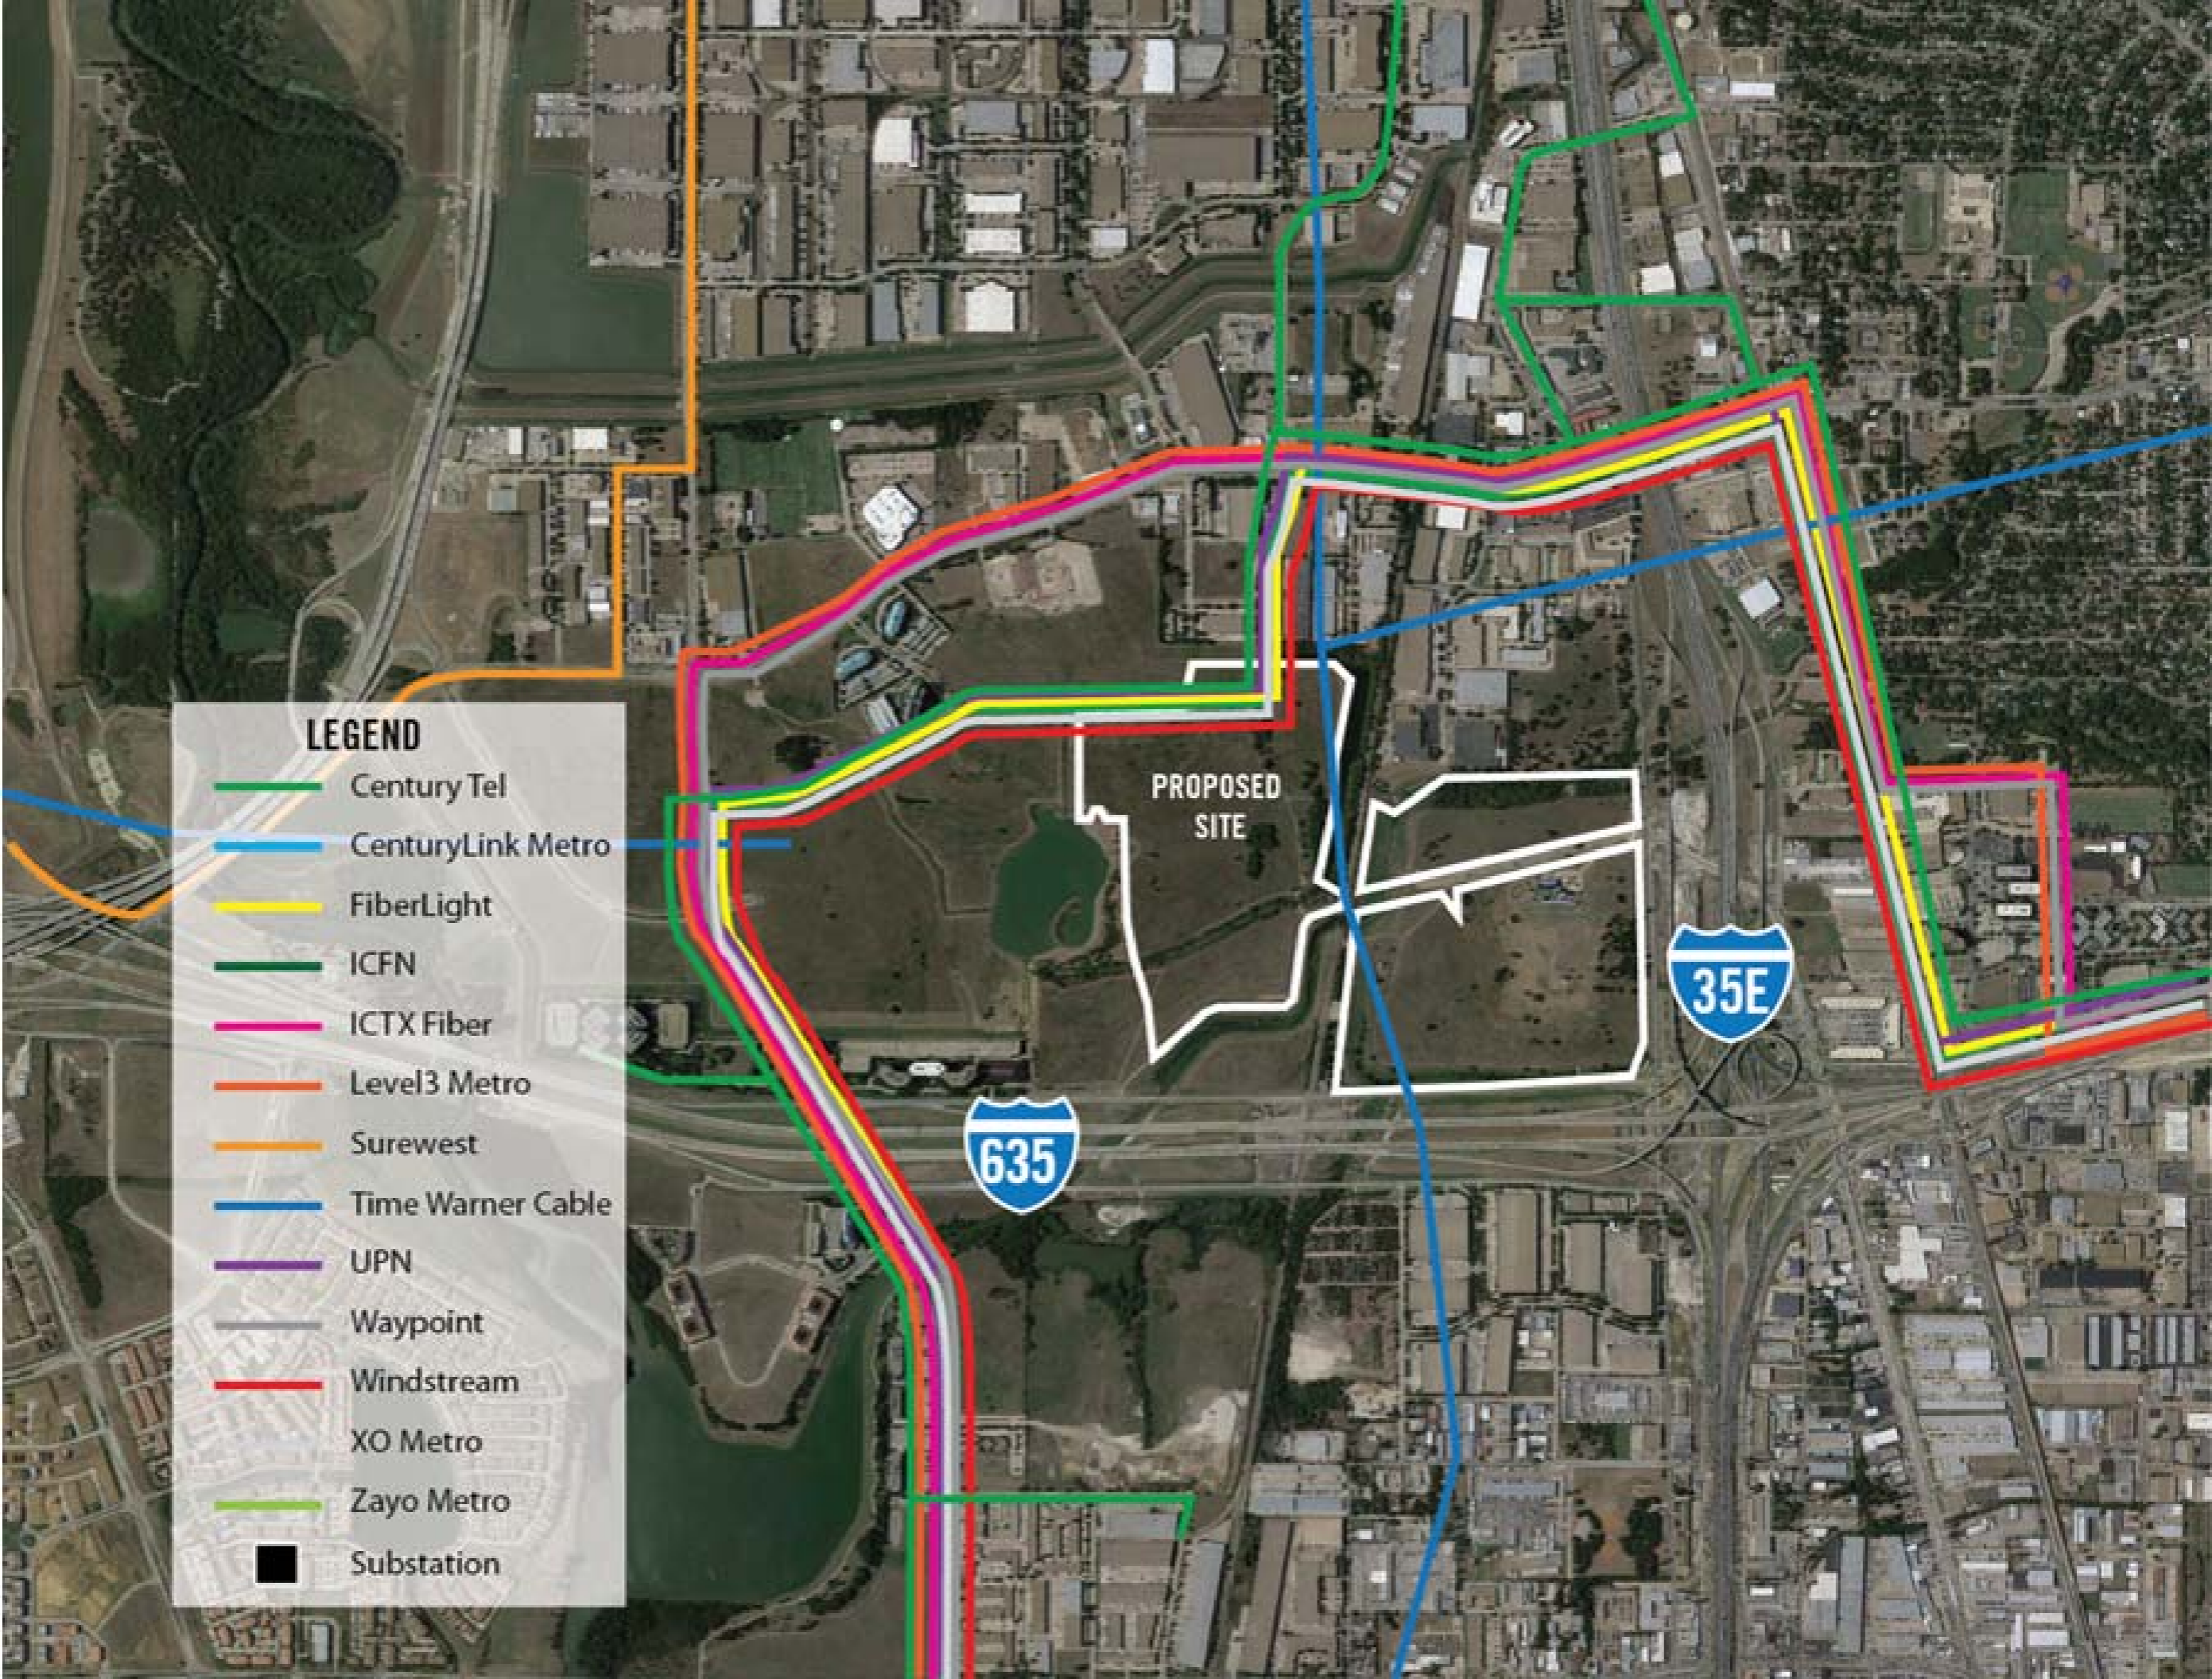 PROPOSED
SITE
35E
635
LEGEND
Century Tel
CenturyLink Metro
FiberLight
ICFN
ICTX Fiber
Level3 Metro
Surewest
Time Warner Cable
UPN
Waypoint
Windstream
XO Metro
Zayo Metro
Substation